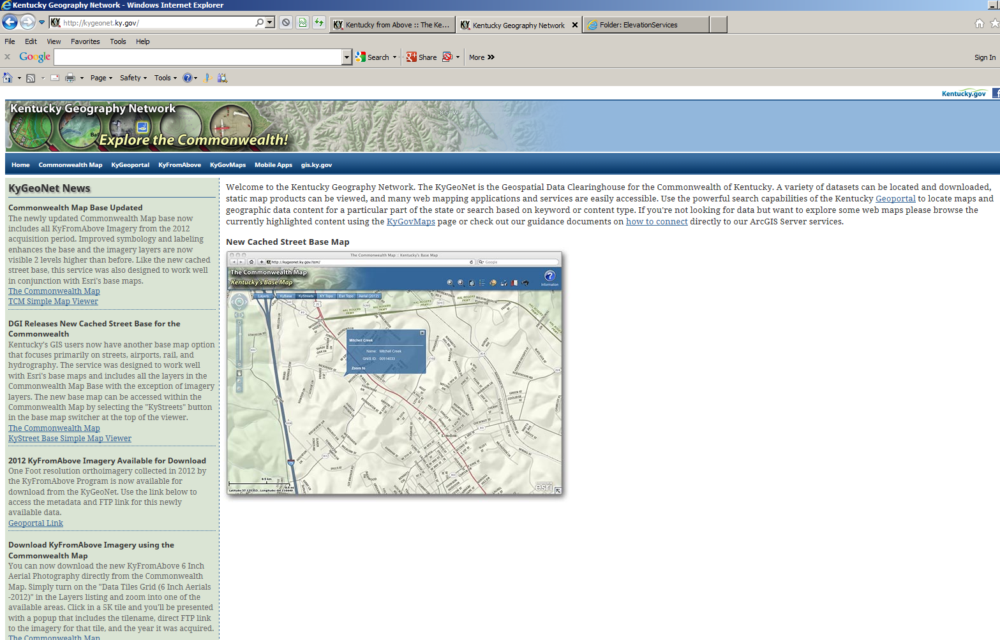 Kentucky Geography Network - Windows Internet Explorer
http://kygeonet.ky.gov/
Kentucky from Above :: The Ke...
Kentucky Geography Network
Folder: ElevationServices
File Edit View Favorites Tools Help
Google
Search
Share
More
Sign In
Page Safety Tools
Kentucky.gov
Kentucky Geography Network
Explore the Commonwealth!
MAIN ST
85°W
Home Commonwealth Map KyGeoportal KyFromAbove KyGovMaps Mobile Apps gis.ky.gov
KyGeoNet News
Commonwealth Map Base Updated
The newly updated Commonwealth Map base now
includes all KyFromAbove Imagery from the 2012
acquisition period. Improved symbology and labeling
enhances the base and the imagery layers are now
visible 2 levels higher than before. Like the new cached
street base, this service was also designed to work well
in conjunction with Esri's base maps.
The Commonwealth Map
TCM Simple Map Viewer
DGI Releases New Cached Street Base for the
Commonwealth
Kentucky's GIS users now have another base map option
that focuses primarily on streets, airports, rail, and
hydrography. The service was designed to work well
with Esri's base maps and includes all the layers in the
Commonwealth Map Base with the exception of imagery
layers. The new base map can be accessed within the
Commonwealth Map by selecting the "KyStreets" button
in the base map switcher at the top of the viewer.
The Commonwealth Map
KyStreet Base Simple Map Viewer
2012 KyFromAbove Imagery Available for Download
One Foot resolution orthoimagery collected in 2012 by
the KyFromAbove Program is now available for
download from the KyGeoNet. Use the link below to
access the metadata and FTP link for this newly
available data.
Geoportal Link
Download KyFromAbove Imagery using the
Commonwealth Map
You can now download the new KyFromAbove 6 Inch
Aerial Photography directly from the Commonwealth
Map. Simply turn on the "Data Tiles Grid (6 Inch Aerials
-2012)" in the Layers listing and zoom into one of the
available areas. Click in a 5K tile and you'll be presented
with a popup that includes the tilename, direct FTP link
to the imagery for that tile, and the year it was acquired.
The Commonwealth Map
Welcome to the Kentucky Geography Network. The KyGeoNet is the Geospatial Data Clearinghouse for the Commonwealth of Kentucky. A variety of datasets can be located and downloaded,
static map products can be viewed, and many web mapping applications and services are easily accessible. Use the powerful search capabilities of the Kentucky Geoportal to locate maps and
geographic data content for a particular part of the state or search based on keyword or content type. If you're not looking for data but want to explore some web maps please browse the
currently highlighted content using the KyGovMaps page or check out our guidance documents on how to connect directly to our ArcGIS Server services.
New Cached Street Base Map
The Commonwealth Map :: Kentucky's Base Map
http://kygeonet.ky.gov/tcm/
Google
The Commonwealth Map
Kentucky's Base Map
Information
Layers KyBase KyStreets KY Topo Esri Topo Aerial (2012)
Mitchell Creek
Name: Mitchell Creek
GNIS ID: 00514033
Zoom to
London
0.5 km
0.5 mi
esri